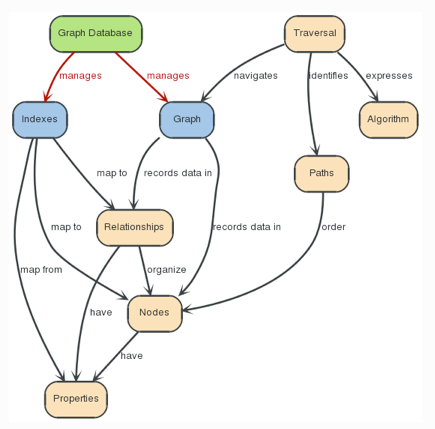 Graph Database
Traversal
manages
manages
navigates
identifies
expresses
Indexes
Graph
Algorithm
map to
records data in
Paths
map to
Relationships
records data in
order
map from
organize
have
Nodes
have
Properties